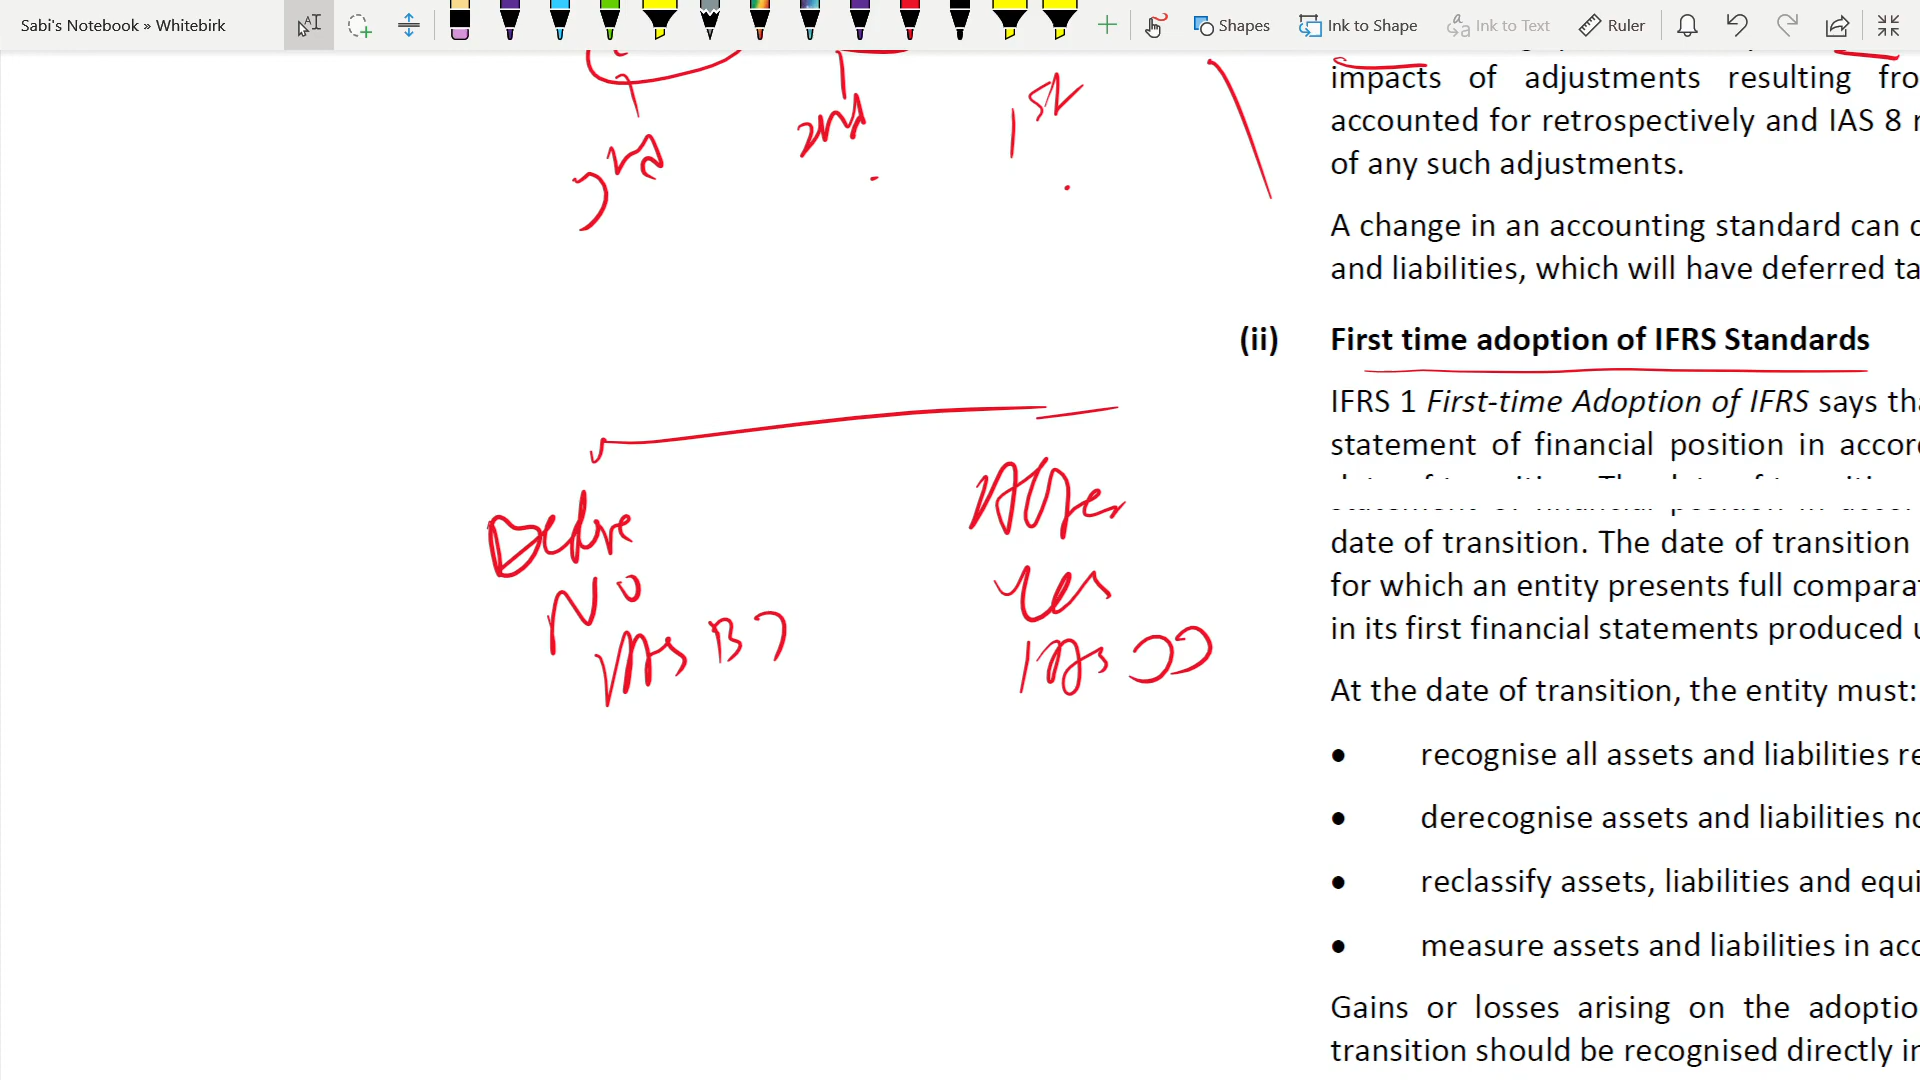 Sabi's Notebook » Whitebirk
Shapes
Ink to Shape
Ink to Text
Ruler
impacts of adjustments resulting fro
accounted for retrospectively and IAS 8 r
of any such adjustments.
A change in an accounting standard can c
and liabilities, which will have deferred ta
(ii) First time adoption of IFRS Standards
IFRS 1 First-time Adoption of IFRS says tha
statement of financial position in accord
date of transition. The date of transition
for which an entity presents full comparat
in its first financial statements produced u
At the date of transition, the entity must:
• recognise all assets and liabilities re
• derecognise assets and liabilities no
• reclassify assets, liabilities and equi
• measure assets and liabilities in acc
Gains or losses arising on the adoptio
transition should be recognised directly in
3rd 2nd 1st
Before After
No Yes
IAS